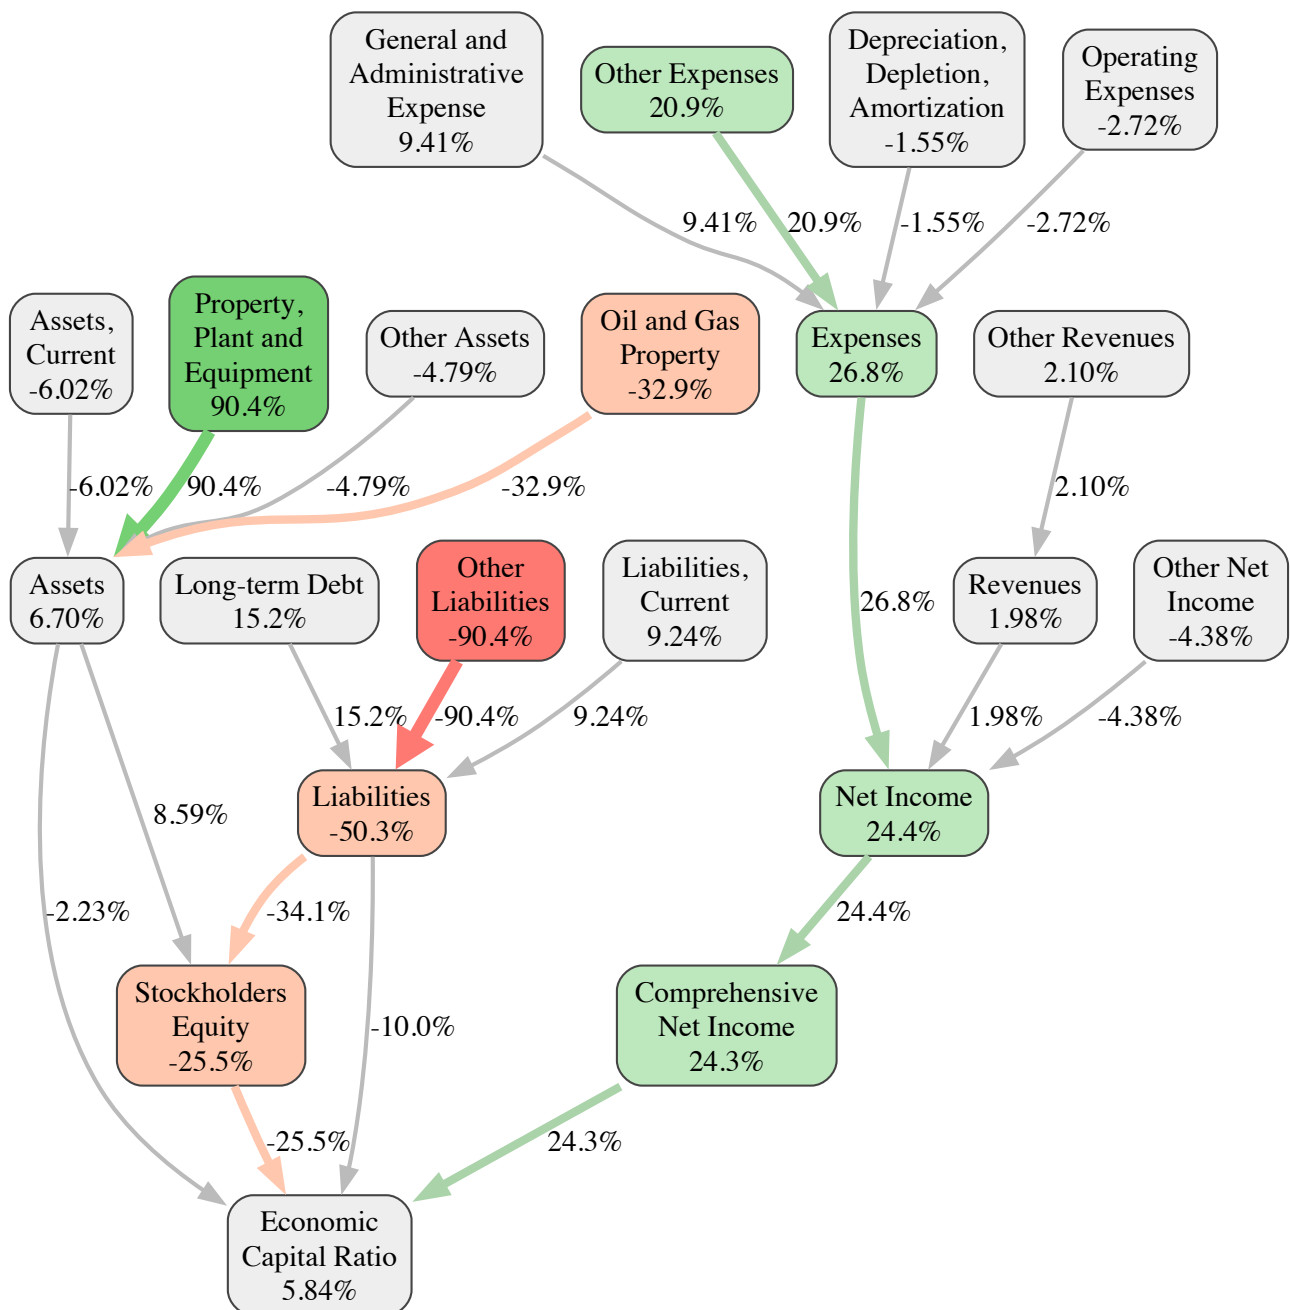 General and
Administrative
Expense
9.41%
Other Expenses
20.9%
Depreciation,
Depletion,
Amortization
-1.55%
Operating
Expenses
-2.72%
9.41%
20.9%
-1.55%
-2.72%
Assets,
Current
-6.02%
Property,
Plant and
Equipment
90.4%
Other Assets
-4.79%
Oil and Gas
Property
-32.9%
Expenses
26.8%
Other Revenues
2.10%
-6.02%
90.4%
-4.79%
-32.9%
2.10%
Assets
6.70%
Long-term Debt
15.2%
Other
Liabilities
-90.4%
Liabilities,
Current
9.24%
26.8%
Revenues
1.98%
Other Net
Income
-4.38%
15.2%
-90.4%
9.24%
1.98%
-4.38%
8.59%
Liabilities
-50.3%
Net Income
24.4%
-2.23%
-34.1%
24.4%
Stockholders
Equity
-25.5%
-10.0%
Comprehensive
Net Income
24.3%
-25.5%
24.3%
Economic
Capital Ratio
5.84%